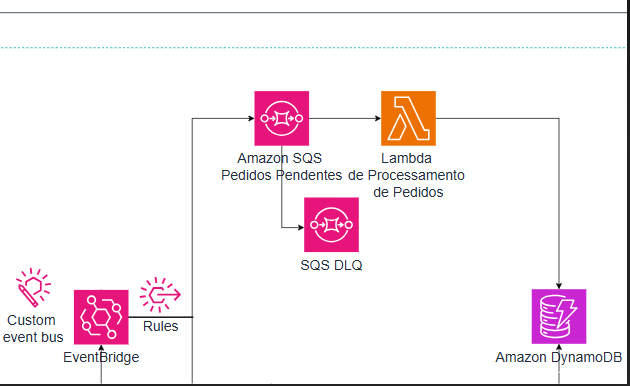 Amazon SQS
Pedidos Pendentes
Lambda
de Processamento
de Pedidos
SQS DLQ
Custom
event bus
EventBridge
Rules
Amazon DynamoDB